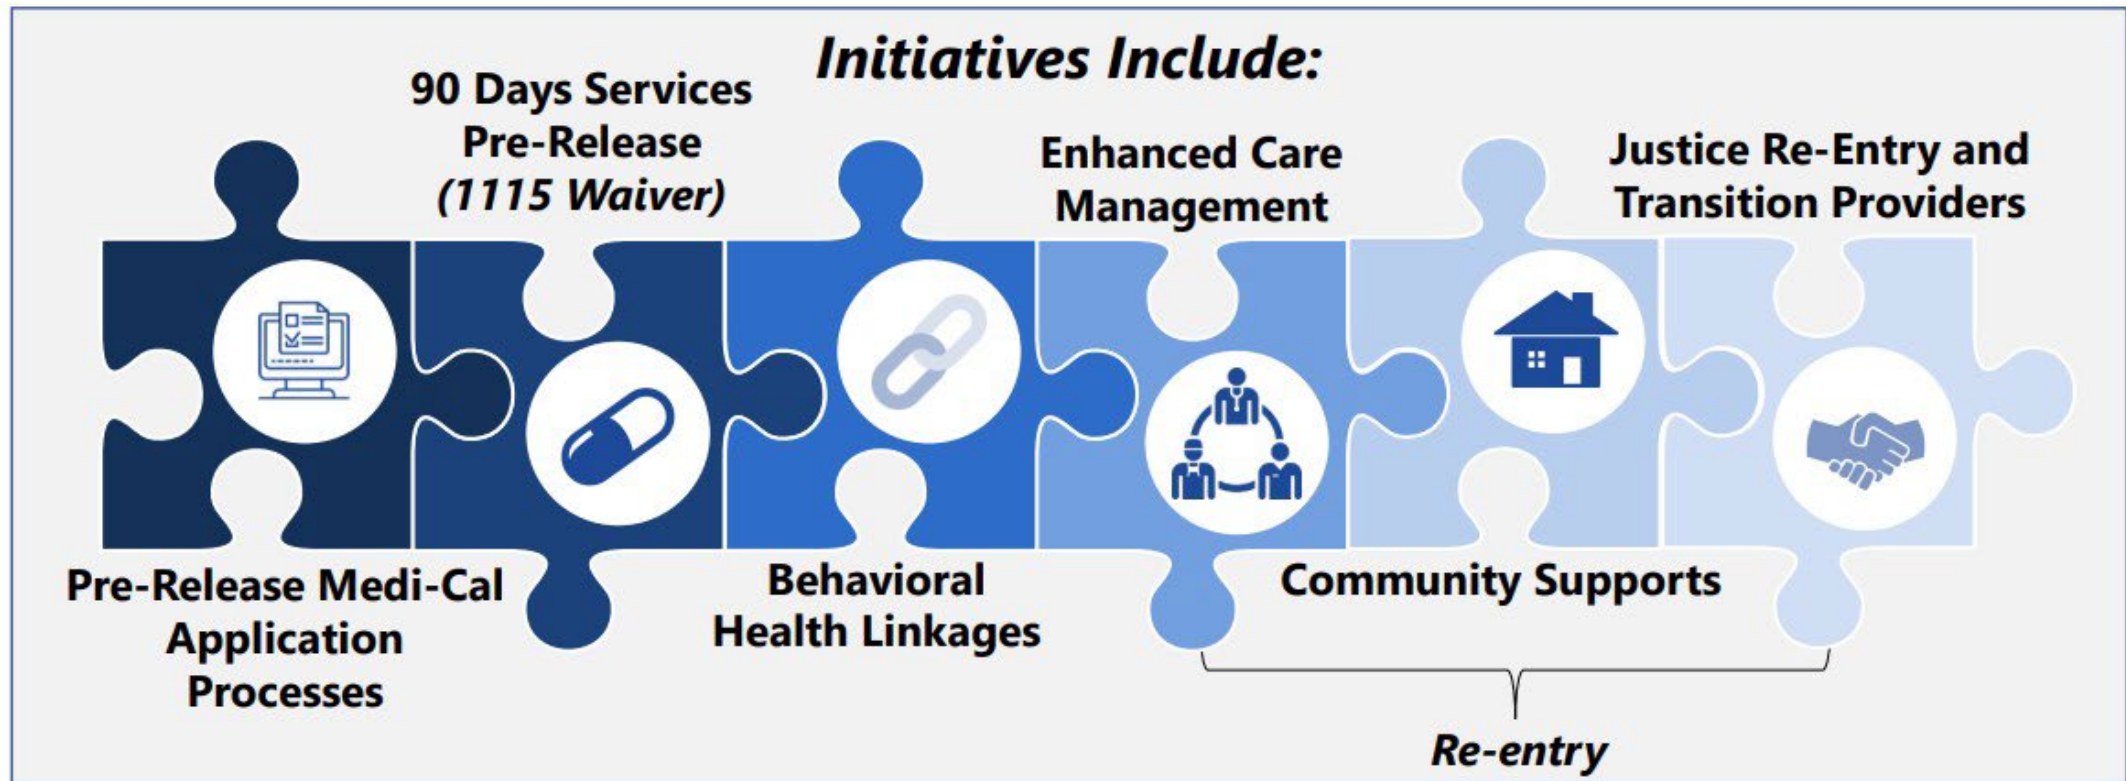 Initiatives Include:
90 Days Services
Pre-Release
(1115 Waiver)
Enhanced Care
Management
Justice Re-Entry and
Transition Providers
Pre-Release Medi-Cal
Application
Processes
Behavioral
Health Linkages
Community Supports
Re-entry